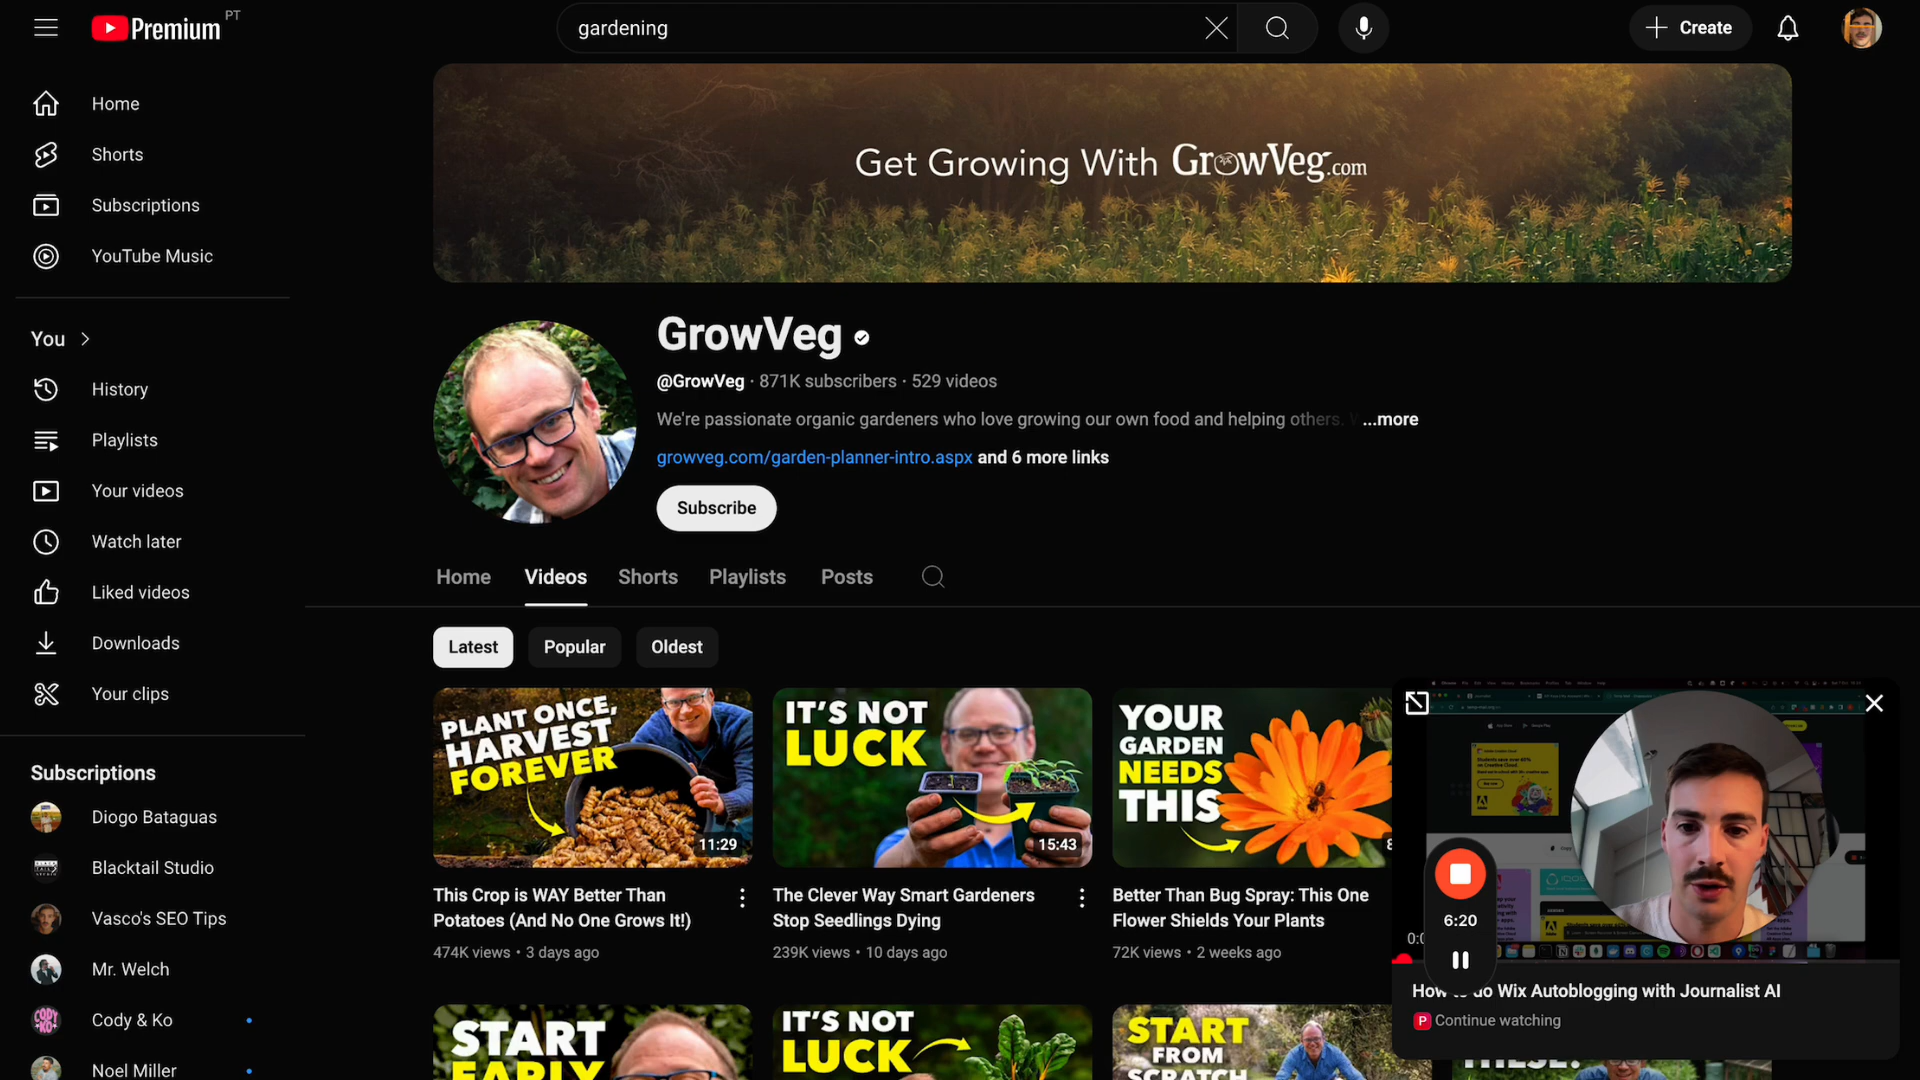 Premium PT
gardening
Create
Home
Shorts
Subscriptions
YouTube Music
You
History
Playlists
Your videos
Watch later
Liked videos
Downloads
Your clips
Subscriptions
Diogo Bataguas
Blacktail Studio
Vasco's SEO Tips
Mr. Welch
Cody & Ko
Noel Miller
Get Growing With GrowVeg.com
GrowVeg
@GrowVeg · 871K subscribers · 529 videos
We're passionate organic gardeners who love growing our own food and helping others. ...more
growveg.com/garden-planner-intro.aspx and 6 more links
Subscribe
Home Videos Shorts Playlists Posts
Latest Popular Oldest
PLANT ONCE,
HARVEST
FOREVER
11:29
This Crop is WAY Better Than
Potatoes (And No One Grows It!)
474K views · 3 days ago
IT'S NOT
LUCK
15:43
The Clever Way Smart Gardeners
Stop Seedlings Dying
239K views · 10 days ago
YOUR
GARDEN
NEEDS
THIS
Better Than Bug Spray: This One
Flower Shields Your Plants
72K views · 2 weeks ago
START
EARLY
IT'S NOT
LUCK
START
FROM
SCRATCH
THESE!
6:20
How to do Wix Autoblogging with Journalist AI
P Continue watching